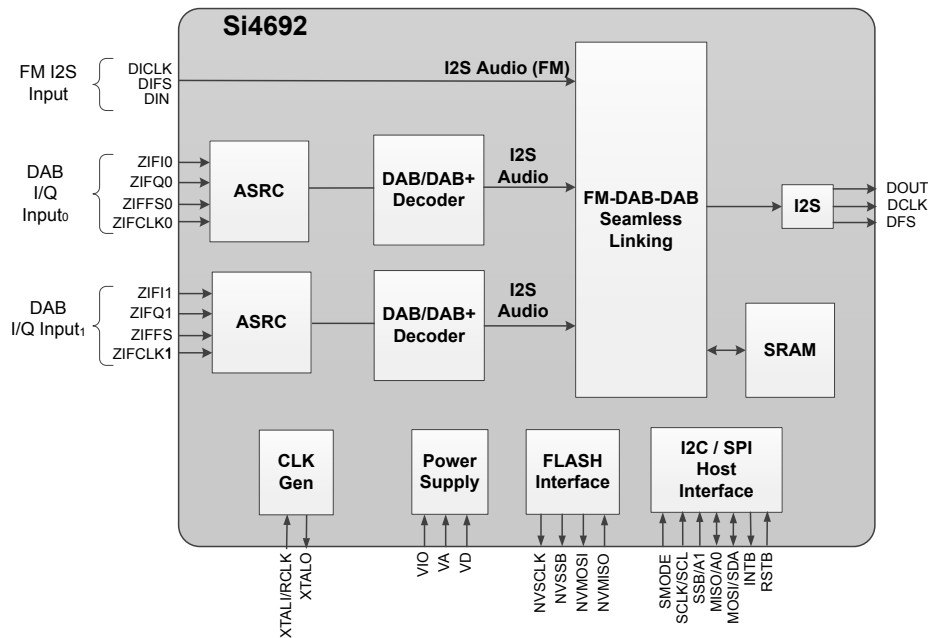 Si4692
FM I2S
Input
DICLK
DIFS
DIN
I2S Audio (FM)
DAB
I/Q
Input0
ZIFI0
ZIFQ0
ZIFFS0
ZIFCLK0
ASRC
DAB/DAB+
Decoder
I2S
Audio
FM-DAB-DAB
Seamless
Linking
I2S
DOUT
DCLK
DFS
DAB
I/Q Input1
ZIFI1
ZIFQ1
ZIFFS
ZIFCLK1
ASRC
DAB/DAB+
Decoder
I2S
Audio
SRAM
CLK
Gen
Power
Supply
FLASH
Interface
I2C / SPI
Host
Interface
XTALI/RCLK
XTALO
VIO
VA
VD
NVSCLK
NVSSB
NVMOSI
NVMISO
SMODE
SCLK/SCL
SSB/A1
MISO/A0
MOSI/SDA
INTB
RSTB